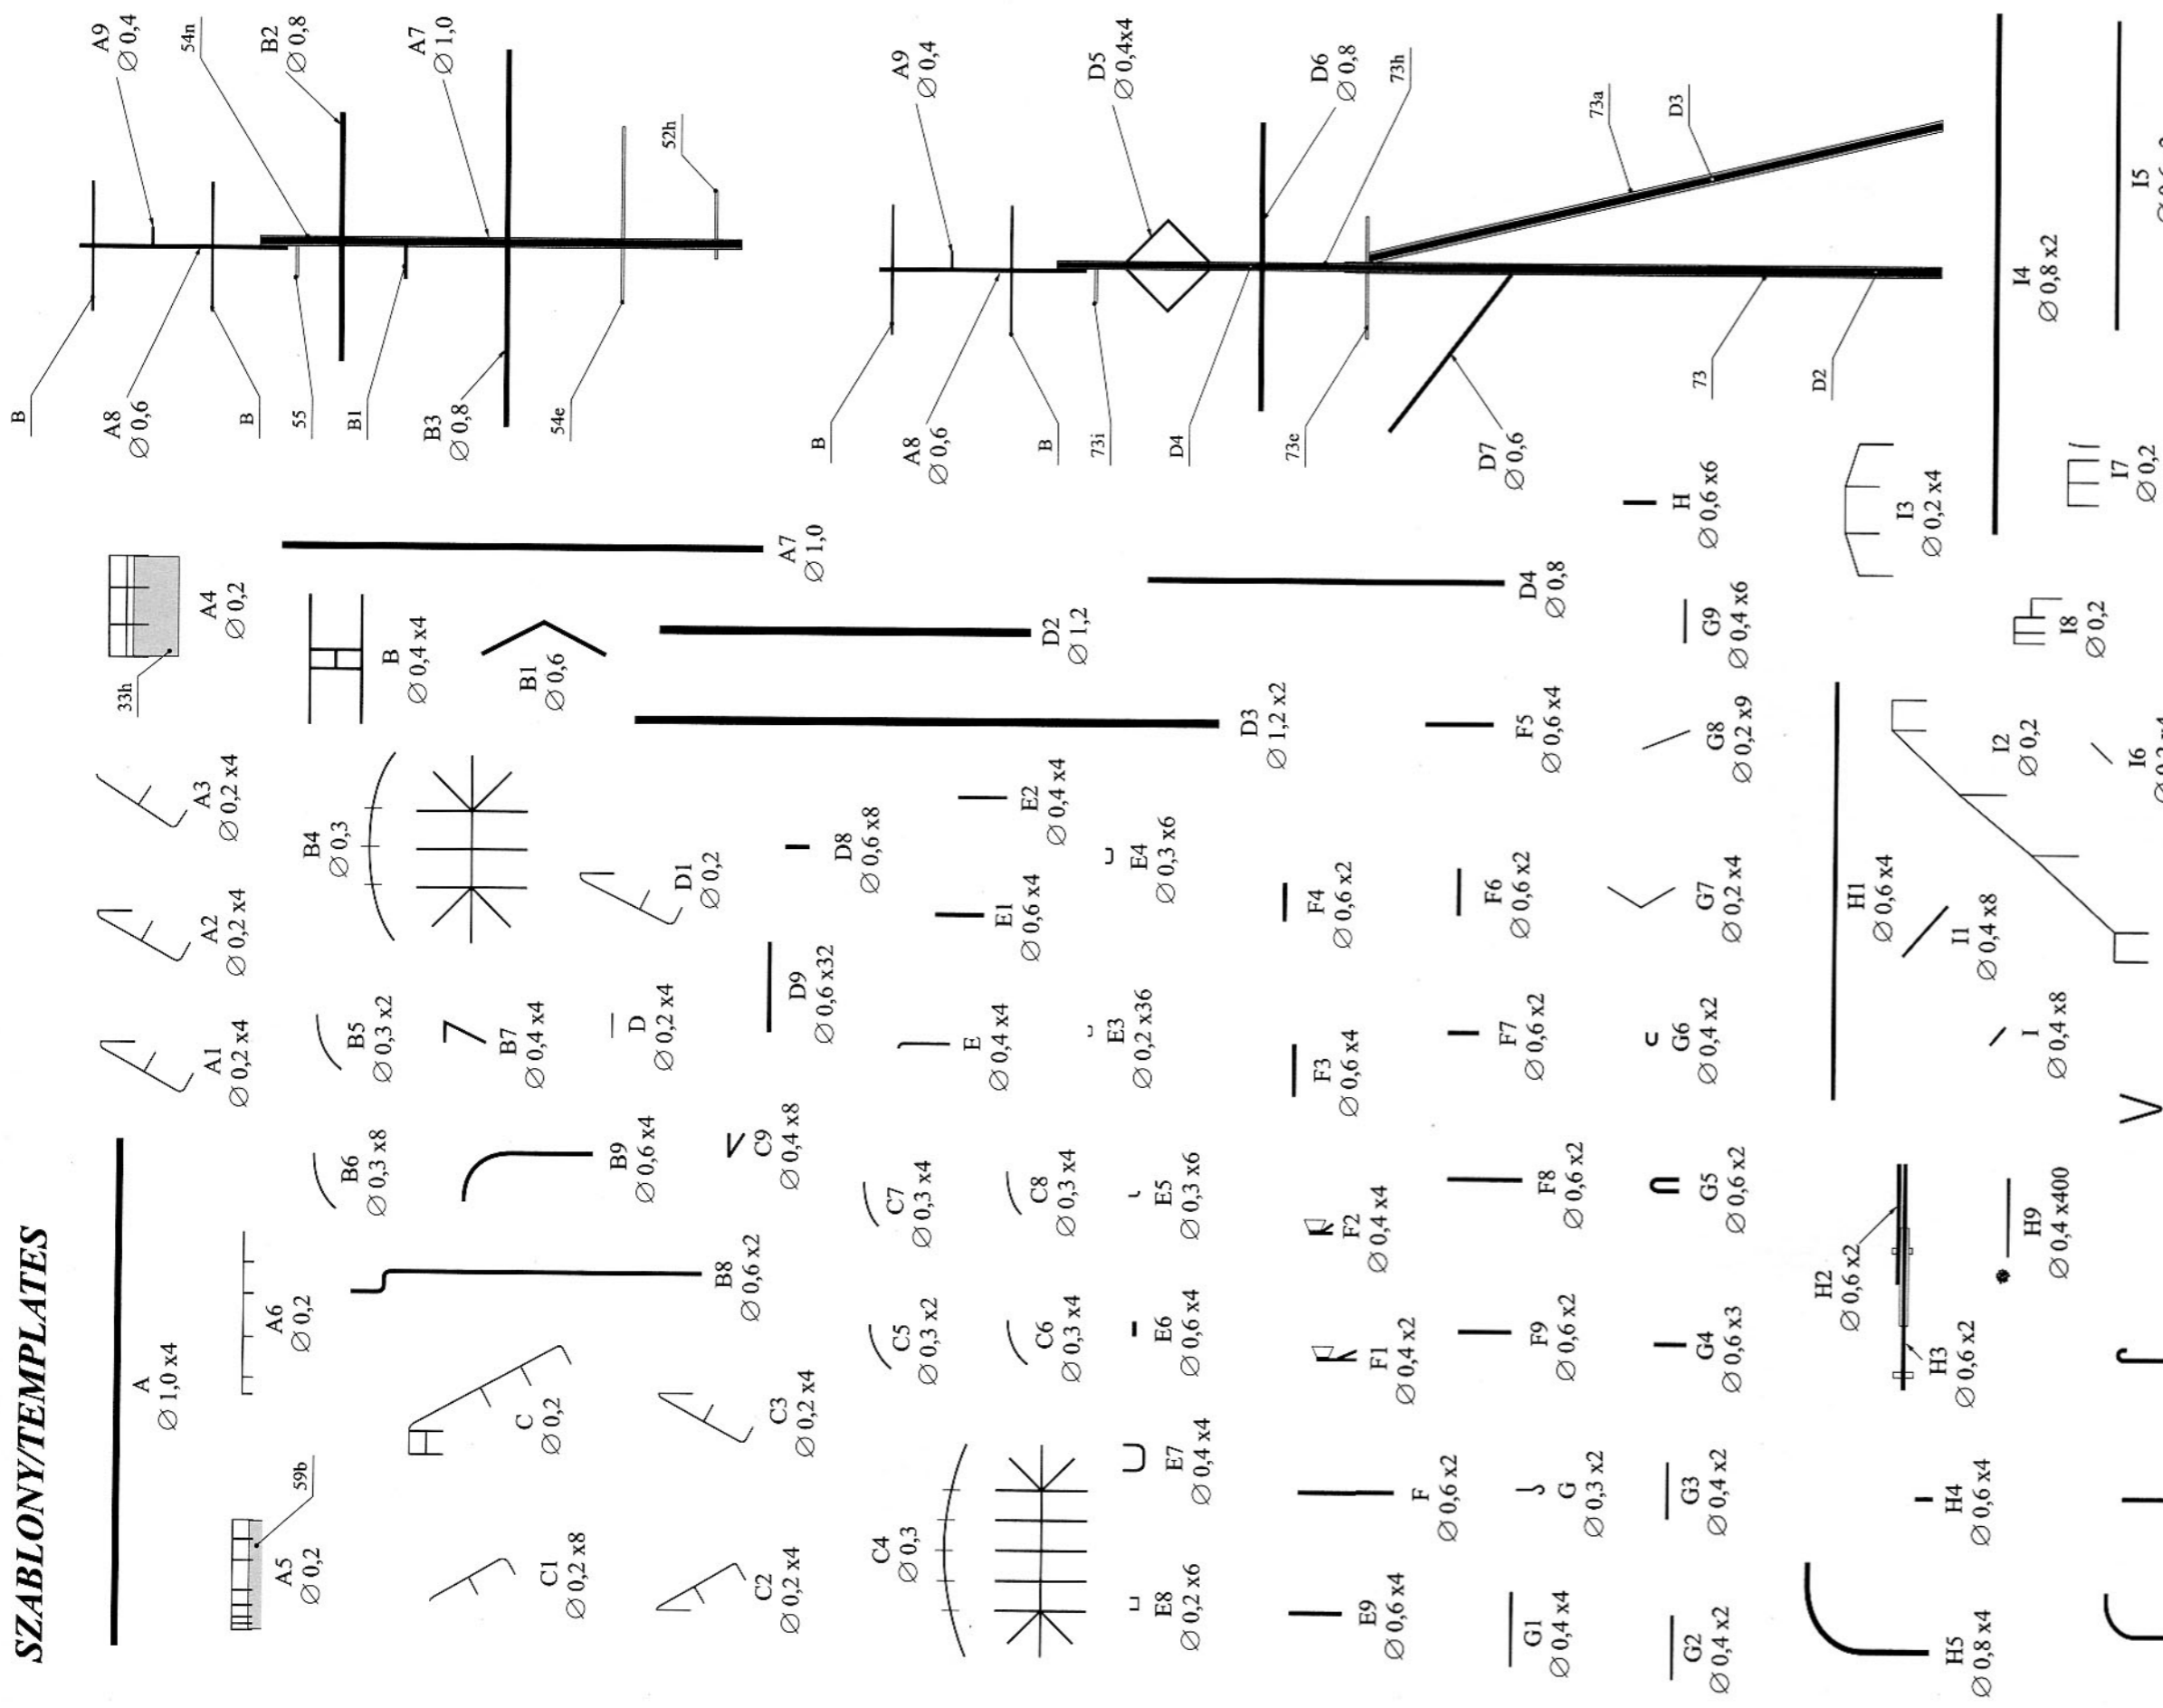 SZABLONY/TEMPLATES
A
Ø 1,0 x4
A1
Ø 0,2 x4
A2
Ø 0,2 x4
A3
Ø 0,2 x4
33h
A4
Ø 0,2
59b
A5
Ø 0,2
A6
Ø 0,2
B6
Ø 0,3 x8
B5
Ø 0,3 x2
B4
Ø 0,3
B
Ø 0,4 x4
A7
Ø 1,0
C1
Ø 0,2 x8
C
Ø 0,2
B8
Ø 0,6 x2
B9
Ø 0,6 x4
B7
Ø 0,4 x4
D
Ø 0,2 x4
D1
Ø 0,2
B1
Ø 0,6
C2
Ø 0,2 x4
C3
Ø 0,2 x4
C9
Ø 0,4 x8
D9
Ø 0,6 x32
D8
Ø 0,6 x8
D2
Ø 1,2
D3
Ø 1,2 x2
D4
Ø 0,8
B
A8
Ø 0,6
B
55
B1
B3
Ø 0,8
54e
A9
Ø 0,4
54n
B2
Ø 0,8
A7
Ø 1,0
52h
B
A8
Ø 0,6
B
73i
D4
73e
D7
Ø 0,6
73
D2
A9
Ø 0,4
D5
Ø 0,4x4
D6
Ø 0,8
73h
73a
D3
C4
Ø 0,3
C5
Ø 0,3 x2
C7
Ø 0,3 x4
E
Ø 0,4 x4
E1
Ø 0,6 x4
E2
Ø 0,4 x4
C6
Ø 0,3 x4
C8
Ø 0,3 x4
E8
Ø 0,2 x6
E7
Ø 0,4 x4
E6
Ø 0,6 x4
E5
Ø 0,3 x6
E3
Ø 0,2 x36
E4
Ø 0,3 x6
E9
Ø 0,6 x4
F
Ø 0,6 x2
F1
Ø 0,4 x2
F2
Ø 0,4 x4
F3
Ø 0,6 x4
F4
Ø 0,6 x2
G1
Ø 0,4 x4
G
Ø 0,3 x2
F9
Ø 0,6 x2
F8
Ø 0,6 x2
F7
Ø 0,6 x2
F6
Ø 0,6 x2
F5
Ø 0,6 x4
G2
Ø 0,4 x2
G3
Ø 0,4 x2
G4
Ø 0,6 x3
G5
Ø 0,6 x2
G6
Ø 0,4 x2
G7
Ø 0,2 x4
G8
Ø 0,2 x9
G9
Ø 0,4 x6
H
Ø 0,6 x6
H5
Ø 0,8 x4
H4
Ø 0,6 x4
H2
Ø 0,6 x2
H3
Ø 0,6 x2
H1
Ø 0,6 x4
H9
Ø 0,4 x400
I
Ø 0,4 x8
I1
Ø 0,4 x8
I2
Ø 0,2
I3
Ø 0,2 x4
I4
Ø 0,8 x2
I8
Ø 0,2
I7
Ø 0,2
I6
I5